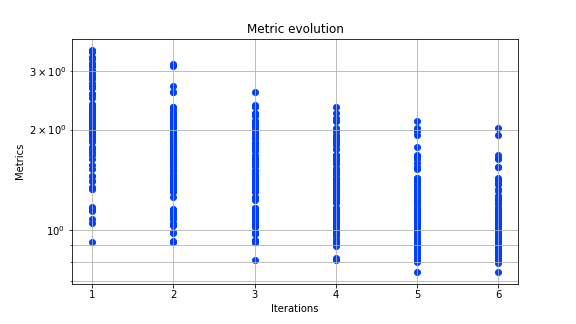 Metric evolution
Metrics
3 × 10⁰
2 × 10⁰
10⁰
1 2 3 4 5 6
Iterations